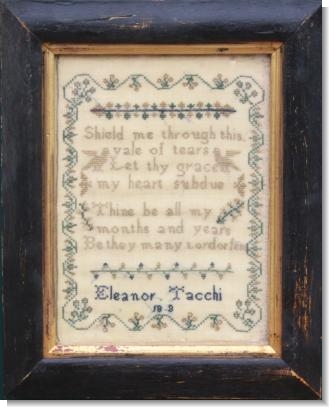 Shield me through this
vale of tears
Let thy grace
my heart subdue
Thine be all my
months and years
Be they many or
Eleanor Tacchi